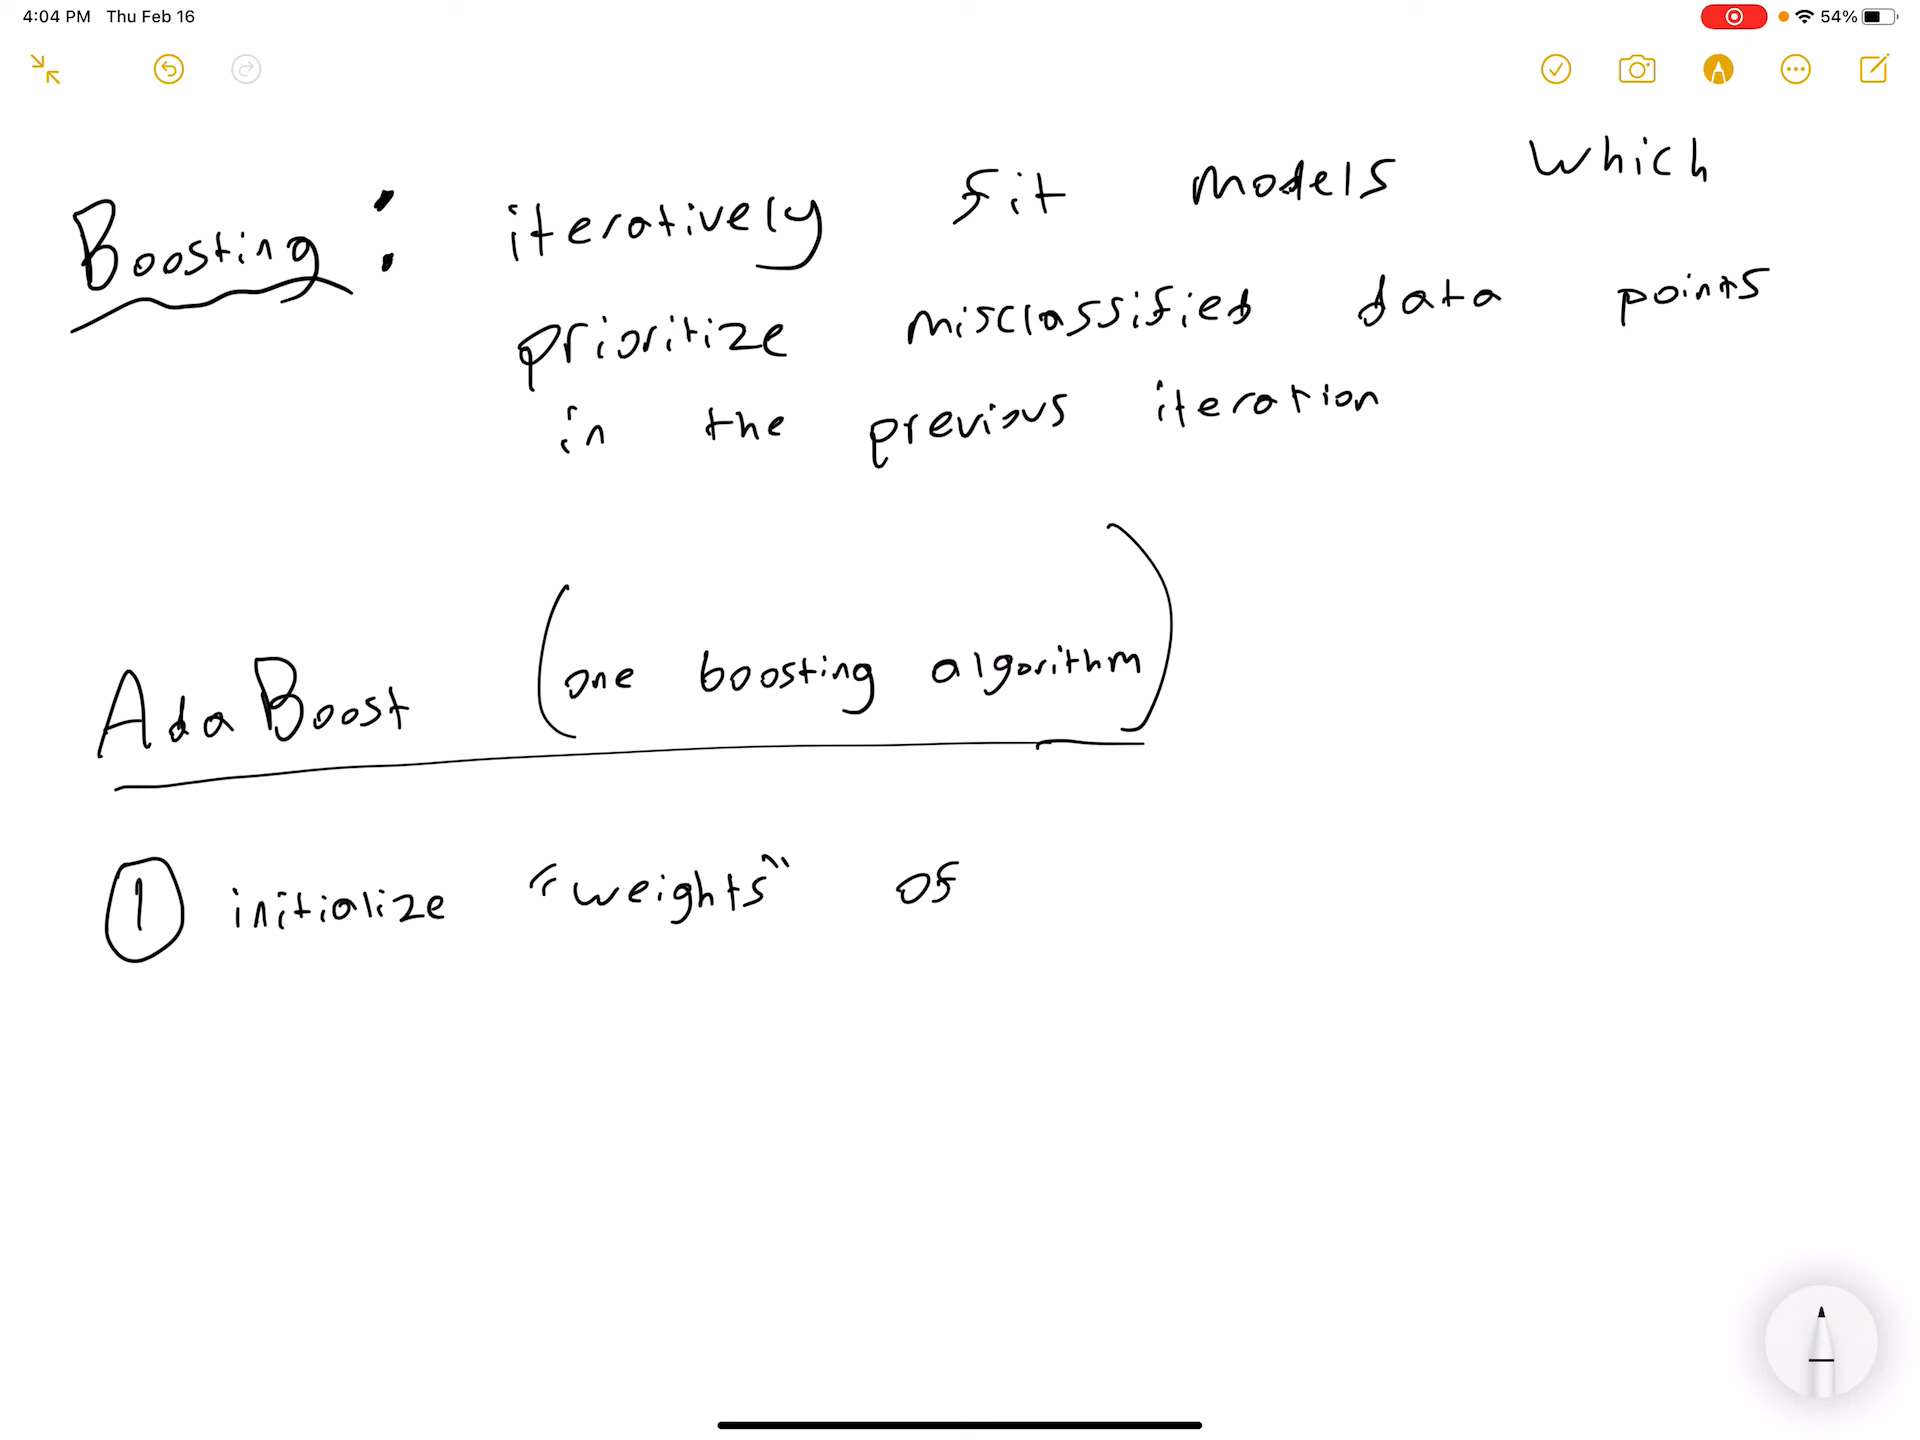 4:04 PM Thu Feb 16
54%
Boosting: iteratively fit models which
prioritize misclassified data points
in the previous iteration
AdaBoost (one boosting algorithm)
1 initialize "weights" of